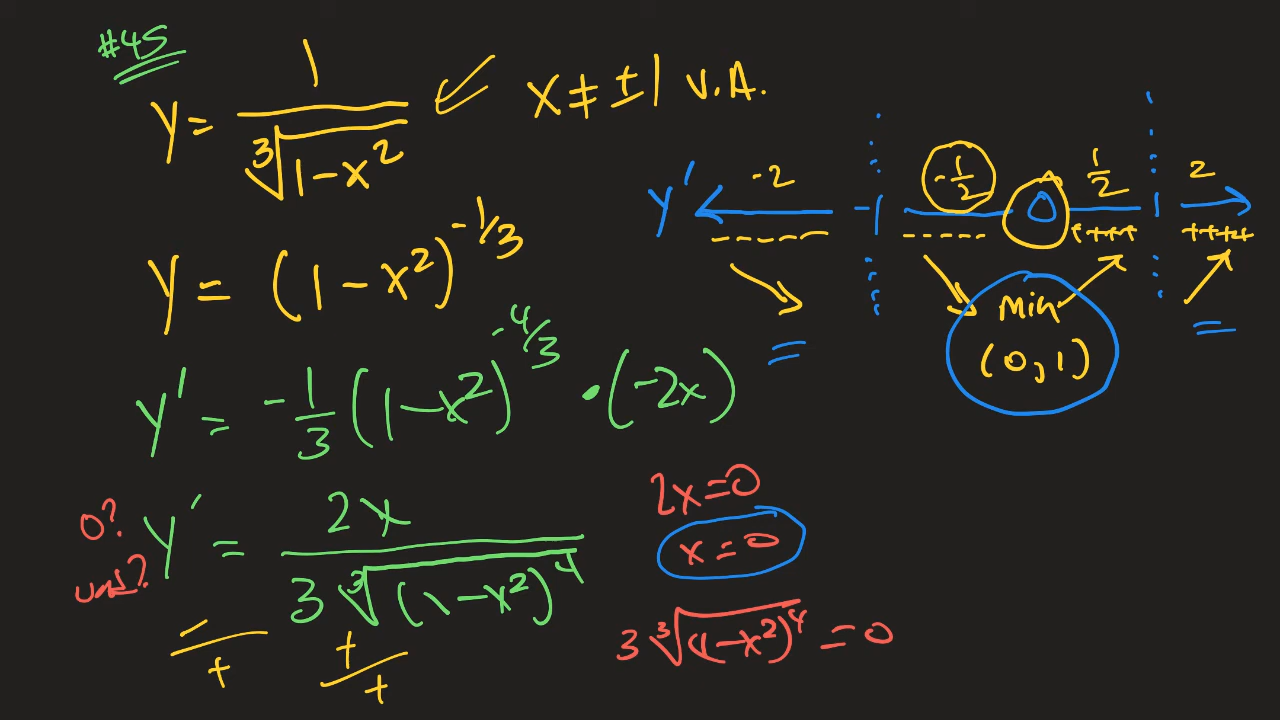 #45
y = 1/∛(1-x²) ✓ x ≠ ±1 V.A.
y = (1-x²)^(-1/3)
y' = -1/3 (1-x²)^(-4/3) · (-2x)
0? und? y' = 2x / 3∛(1-x²)⁴
-/+ +/+
2x=0
x=0
3∛(1-x²)⁴ = 0
-2 -1/2 1/2 2
y' -1 0 1
------- ----- ++++ +++++
Min
(0,1)